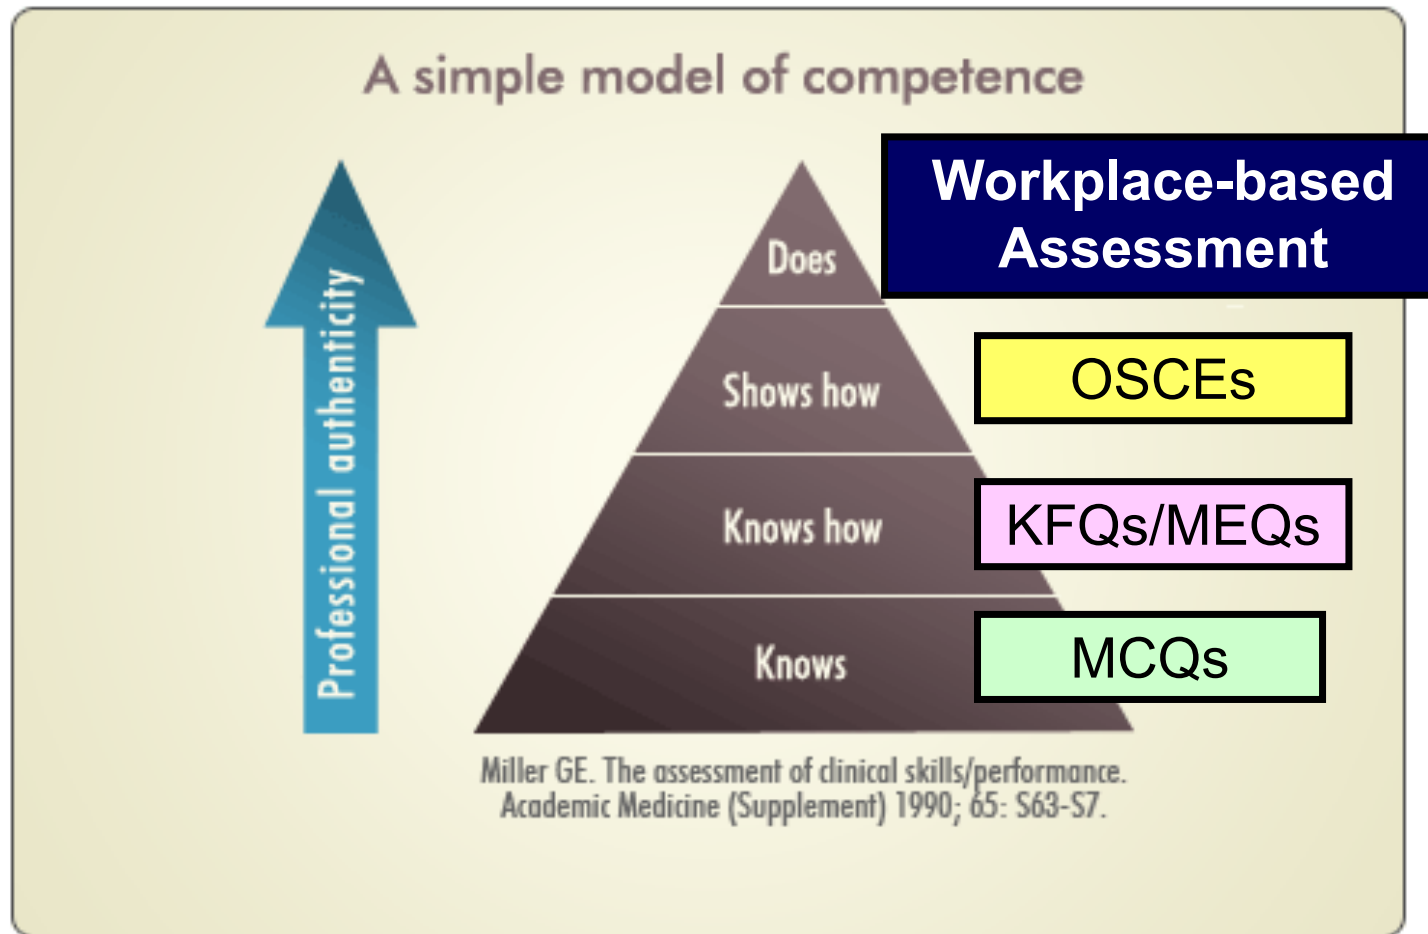 A simple model of competence
Professional authenticity
Does
Workplace-based
Assessment
Shows how
OSCEs
Knows how
KFQs/MEQs
Knows
MCQs
Miller GE. The assessment of clinical skills/performance.
Academic Medicine (Supplement) 1990; 65: S63-S7.